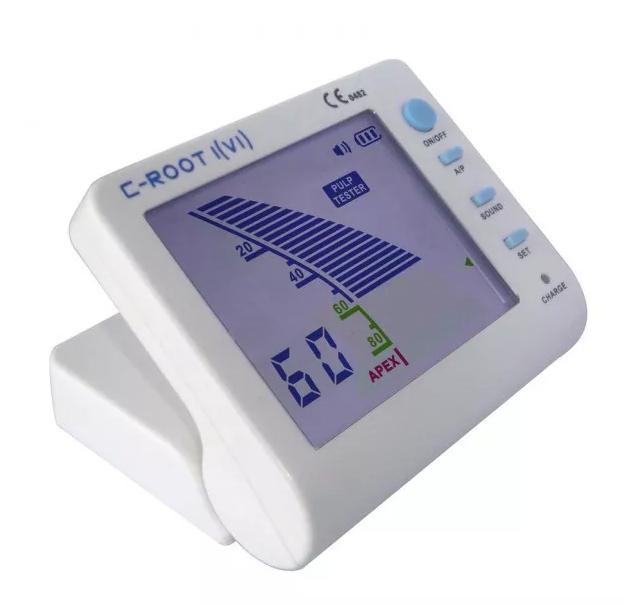 C-ROOT I(VI)
CE 0482
ON/OFF
A/P
SOUND
SET
CHARGE
PULP
TESTER
20
40
60
80
APEX
60